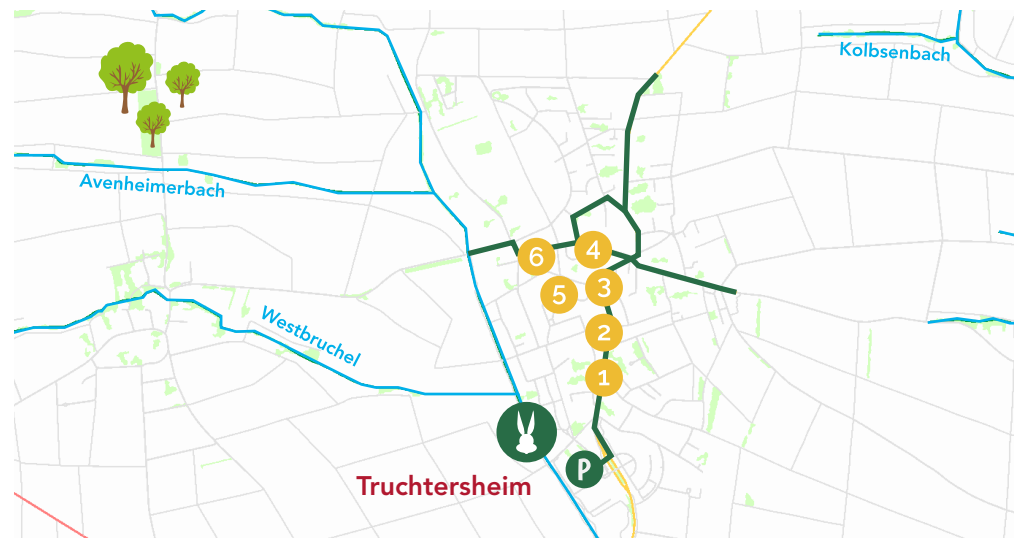 Kolbsenbach
Avenheimerbach
6
4
5
3
Westbruchel
2
1
P
Truchtersheim